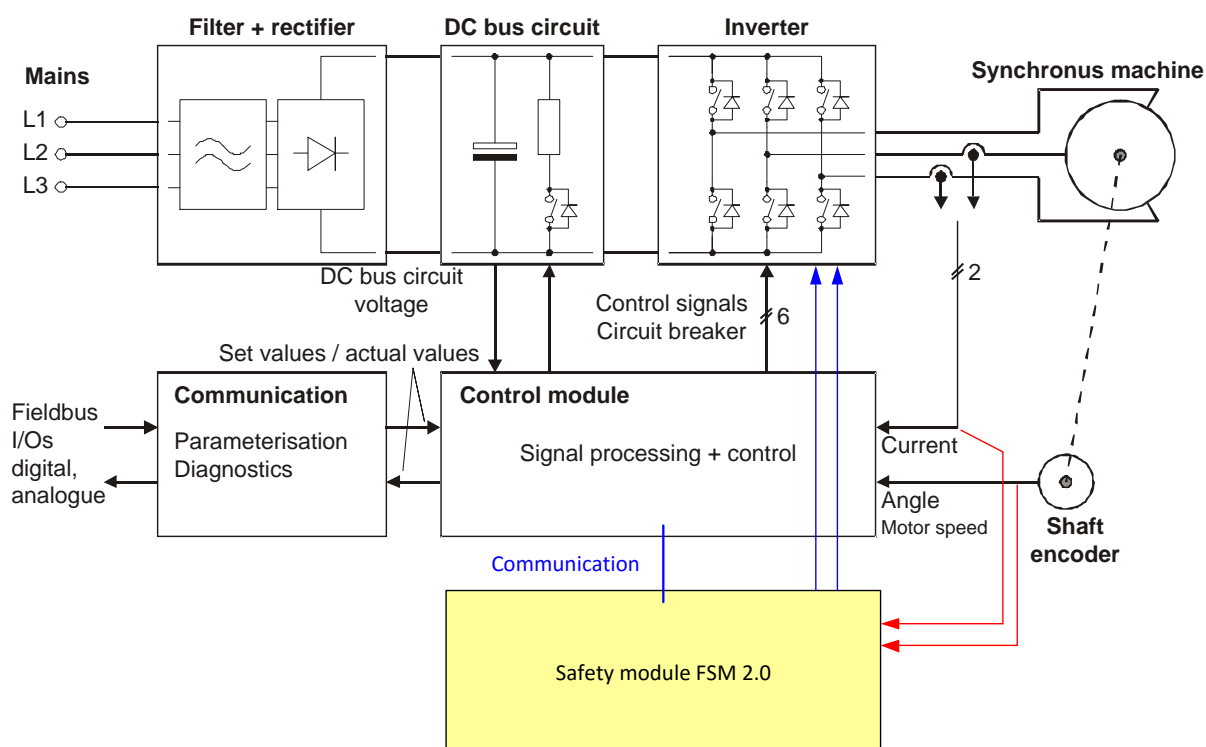 Filter + rectifier
DC bus circuit
Inverter
Mains
Synchronus machine
L1
L2
L3
DC bus circuit
voltage
Control signals
Circuit breaker
6
2
Set values / actual values
Communication
Parameterisation
Diagnostics
Control module
Signal processing + control
Fieldbus
I/Os
digital,
analogue
Current
Angle
Motor speed
Shaft
encoder
Communication
Safety module FSM 2.0